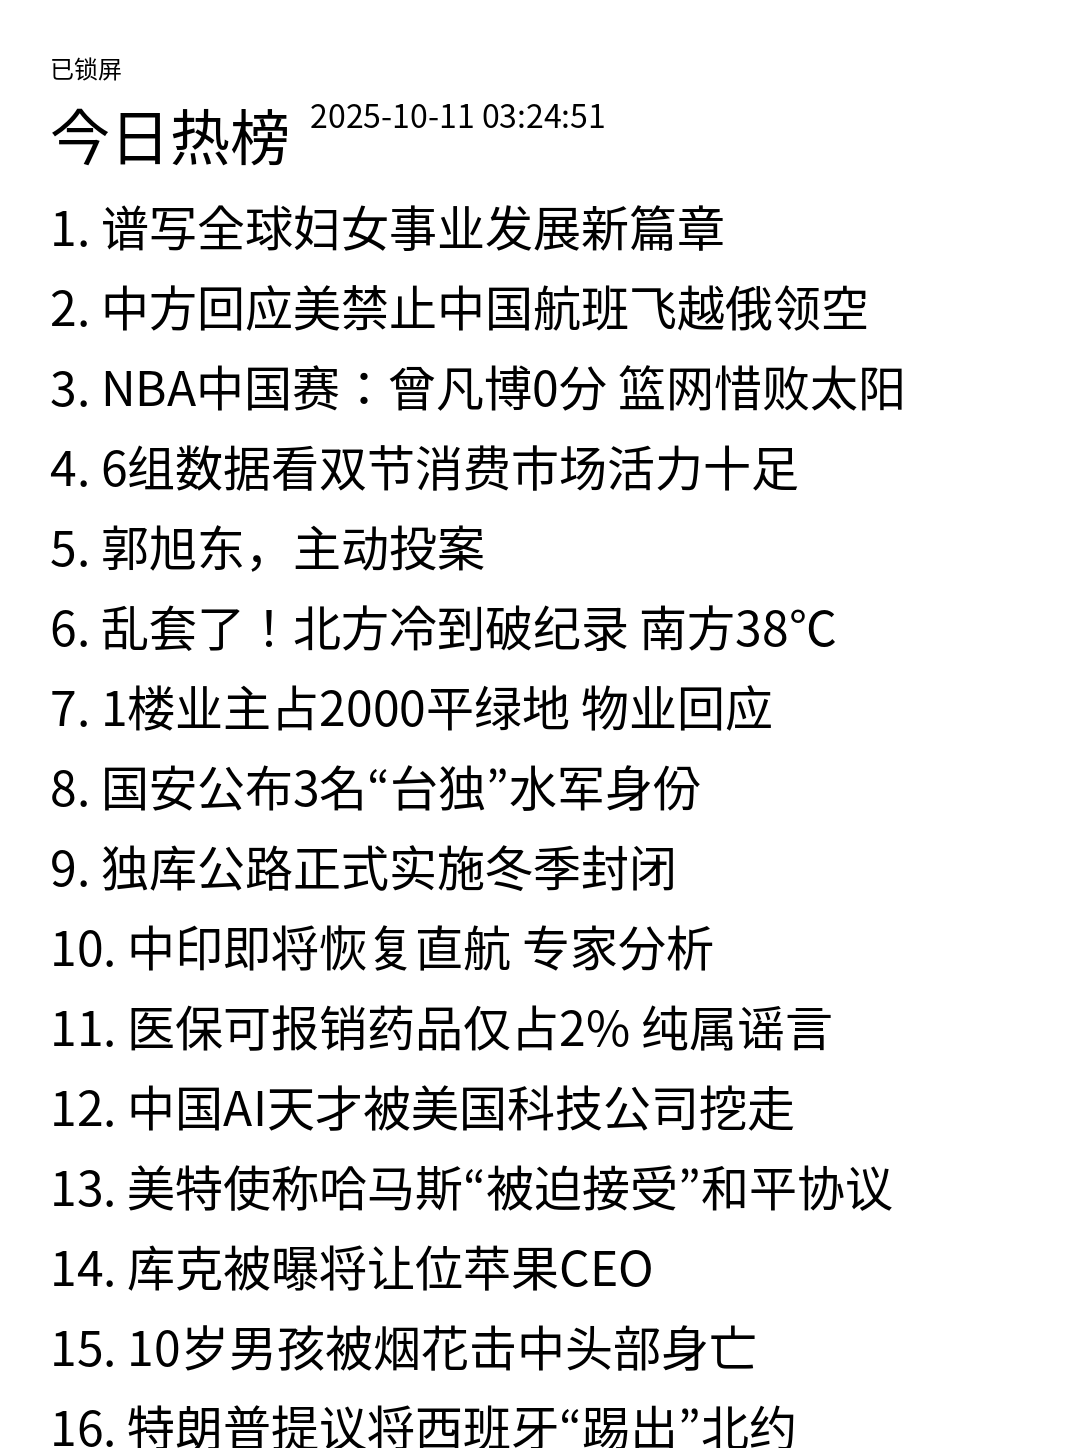 已锁屏
今日热榜 2025-10-11 03:24:51
1. 谱写全球妇女事业发展新篇章
2. 中方回应美禁止中国航班飞越俄领空
3. NBA中国赛：曾凡博0分 篮网惜败太阳
4. 6组数据看双节消费市场活力十足
5. 郭旭东，主动投案
6. 乱套了！北方冷到破纪录 南方38℃
7. 1楼业主占2000平绿地 物业回应
8. 国安公布3名“台独”水军身份
9. 独库公路正式实施冬季封闭
10. 中印即将恢复直航 专家分析
11. 医保可报销药品仅占2% 纯属谣言
12. 中国AI天才被美国科技公司挖走
13. 美特使称哈马斯“被迫接受”和平协议
14. 库克被曝将让位苹果CEO
15. 10岁男孩被烟花击中头部身亡
16. 特朗普提议将西班牙“踢出”北约